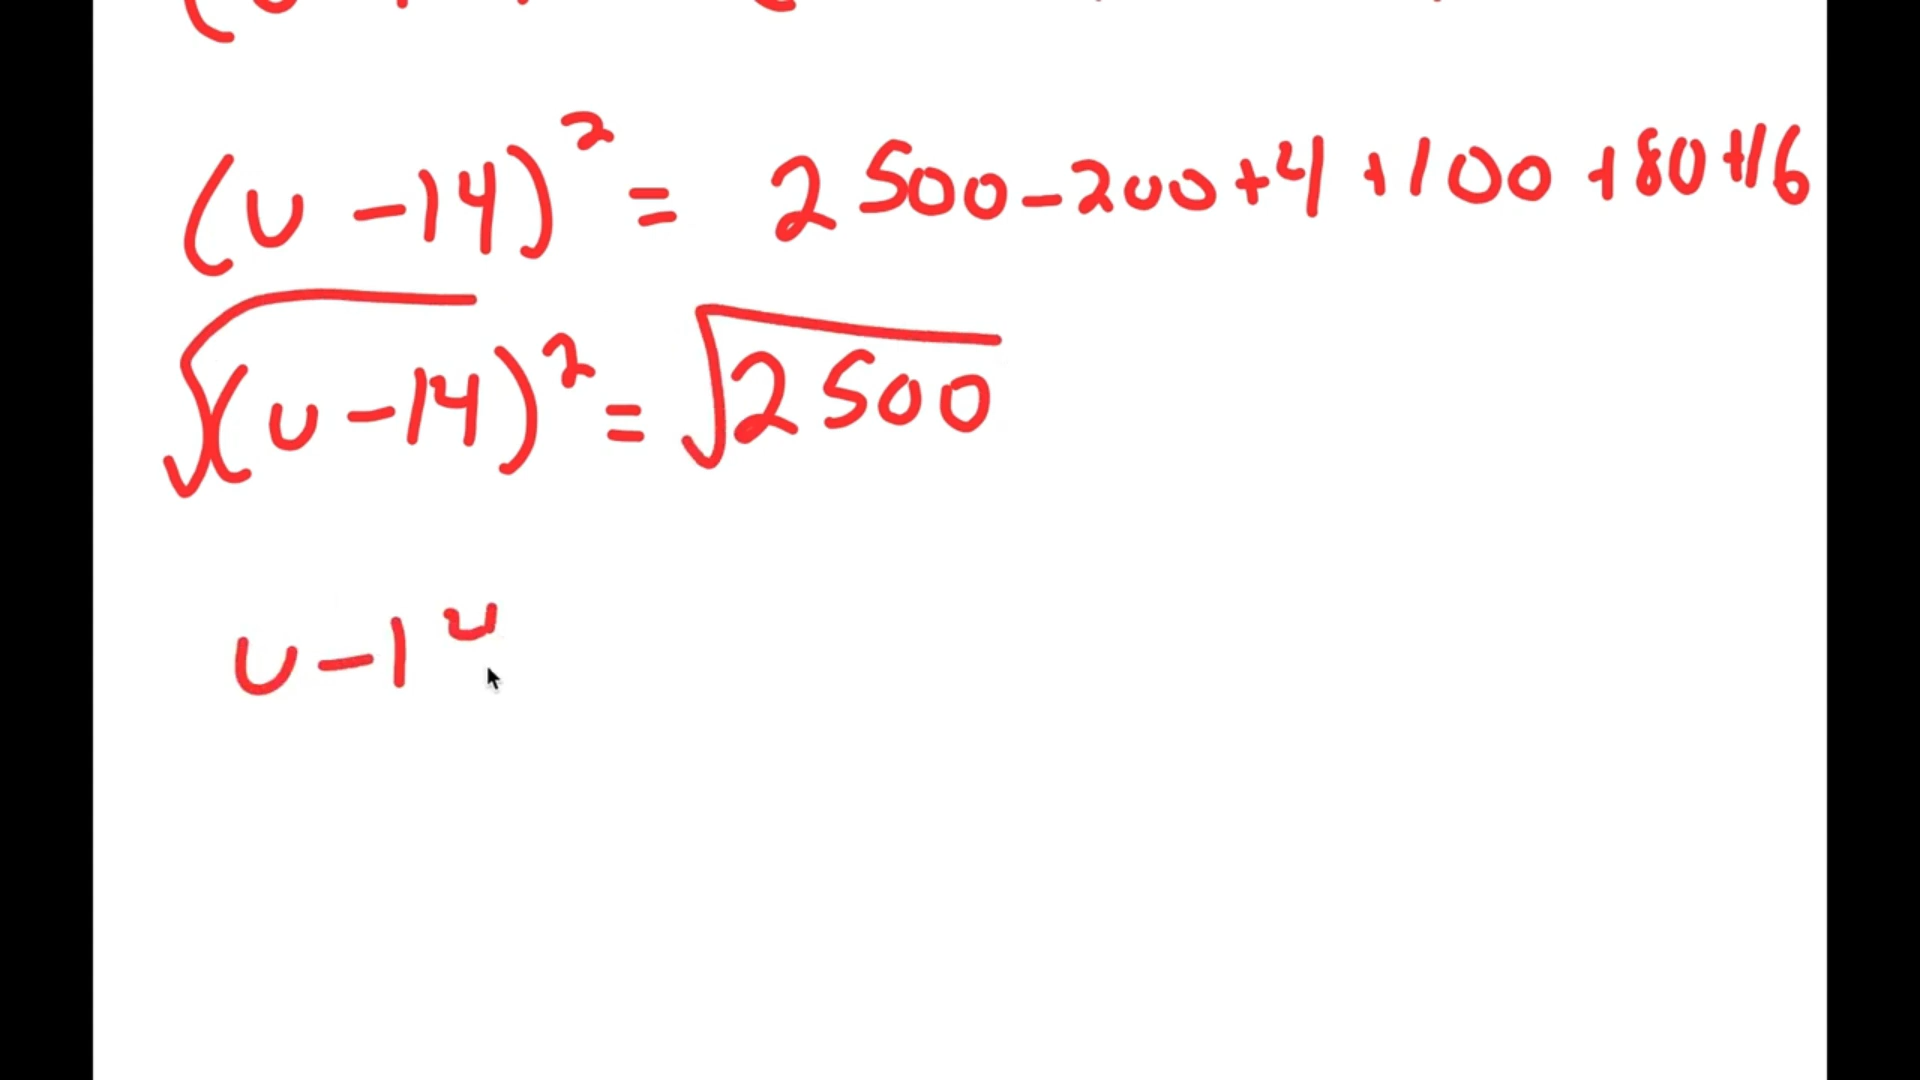 (u - 14)² = 2500 - 200 + 4 + 100 + 80 + 16
√(u - 14)² = √2500
u - 14